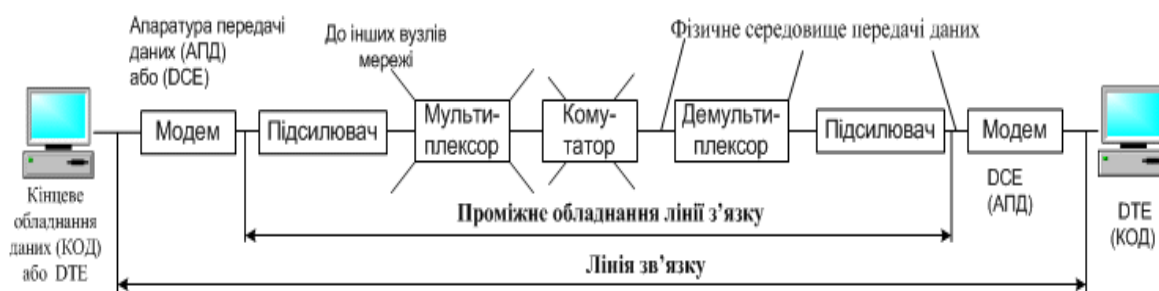 Апаратура передачі
даних (АПД)
або (DCE)
До інших вузлів
мережі
Фізичне середовище передачі даних
Модем
Підсилювач
Мульти-
плексор
Кому-
татор
Демульти-
плексор
Підсилювач
Модем
Кінцеве
обладнання
даних (КОД)
або DTE
DCE
(АПД)
DTE
(КОД)
Проміжне обладнання лінії з’язку
Лінія зв’язку